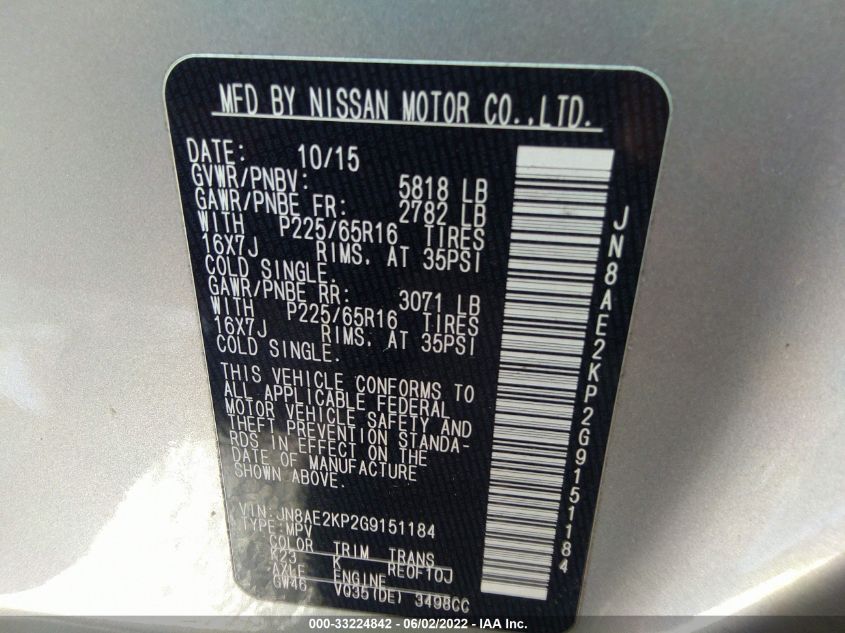 MFD BY NISSAN MOTOR CO.,LTD.
DATE: 10/15
GVWR/PNBV: 5818 LB
GAWR/PNBE FR: 2782 LB
WITH P225/65R16 TIRES
16X7J RIMS. AT 35PSI
COLD SINGLE.
GAWR/PNBE RR: 3071 LB
WITH P225/65R16 TIRES
16X7J RIMS. AT 35PSI
COLD SINGLE.
THIS VEHICLE CONFORMS TO
ALL APPLICABLE FEDERAL
MOTOR VEHICLE SAFETY AND
THEFT PREVENTION STANDA-
RDS IN EFFECT ON THE
DATE OF MANUFACTURE
SHOWN ABOVE.
VIN:JN8AE2KP2G9151184
TYPE:MPV
COLOR TRIM TRANS
K23 K RE0F10J
AXLE ENGINE
GW46 VQ35(DE) 3498CC
JN8AE2KP2G9151184
000-33224842 - 06/02/2022 - IAA Inc.